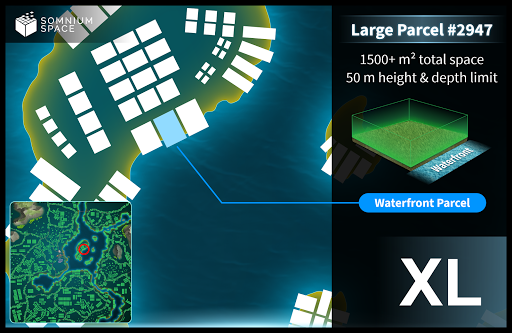 SOMNIUM
SPACE
Large Parcel #2947
1500+ m² total space
50 m height & depth limit
Waterfront
Waterfront Parcel
XL